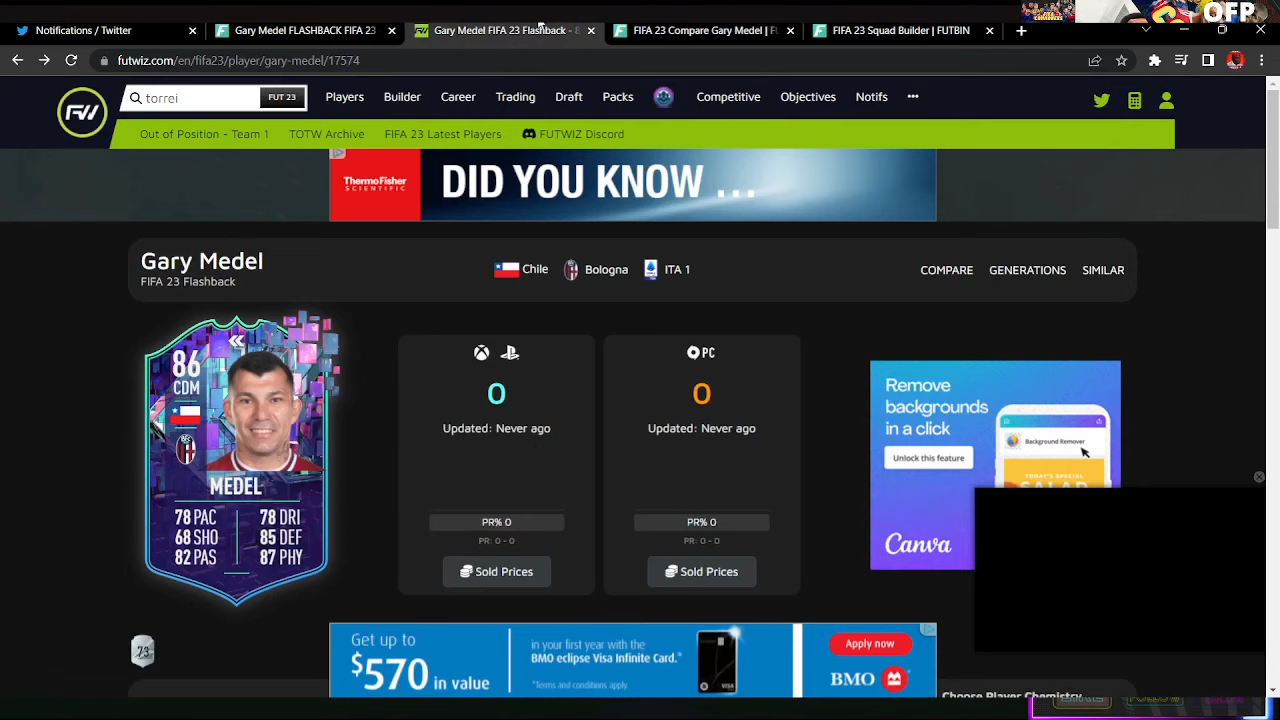 OFP
Notifications / Twitter
Gary Medel FLASHBACK FIFA 23
Gary Medel FIFA 23 Flashback - 8
FIFA 23 Compare Gary Medel | FU
FIFA 23 Squad Builder | FUTBIN
futwiz.com/en/fifa23/player/gary-medel/17574
FW
torrei
FUT 23
Players
Builder
Career
Trading
Draft
Packs
Competitive
Objectives
Notifs
Out of Position - Team 1
TOTW Archive
FIFA 23 Latest Players
FUTWIZ Discord
ThermoFisher
SCIENTIFIC
DID YOU KNOW ...
Gary Medel
FIFA 23 Flashback
Chile
Bologna
ITA 1
COMPARE
GENERATIONS
SIMILAR
86
CDM
MEDEL
78 PAC
78 DRI
68 SHO
85 DEF
82 PAS
87 PHY
0
Updated: Never ago
PR% 0
PR: 0 - 0
Sold Prices
PC
0
Updated: Never ago
PR% 0
PR: 0 - 0
Sold Prices
Remove
backgrounds
in a click
Unlock this feature
Background Remover
TODAY'S SPECIAL
Canva
73
Get up to
$570 in value
in your first year with the
BMO eclipse Visa Infinite Card.*
*Terms and conditions apply.
Apply now
BMO
Choose Player Chemistry